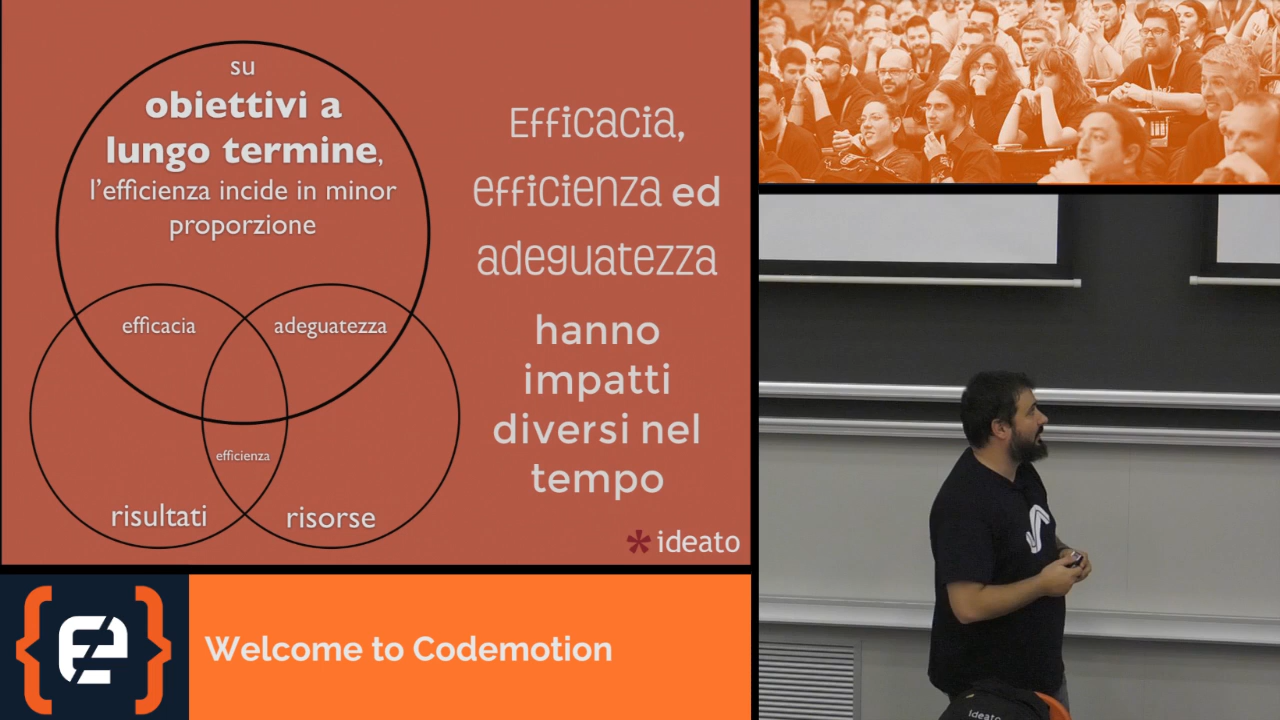 su
obiettivi a
lungo termine,
l'efficienza incide in minor
proporzione
efficacia
adeguatezza
efficienza
risultati
risorse
Efficacia,
efficienza ed
adeguatezza
hanno
impatti
diversi nel
tempo
* ideato
Welcome to Codemotion
ideato